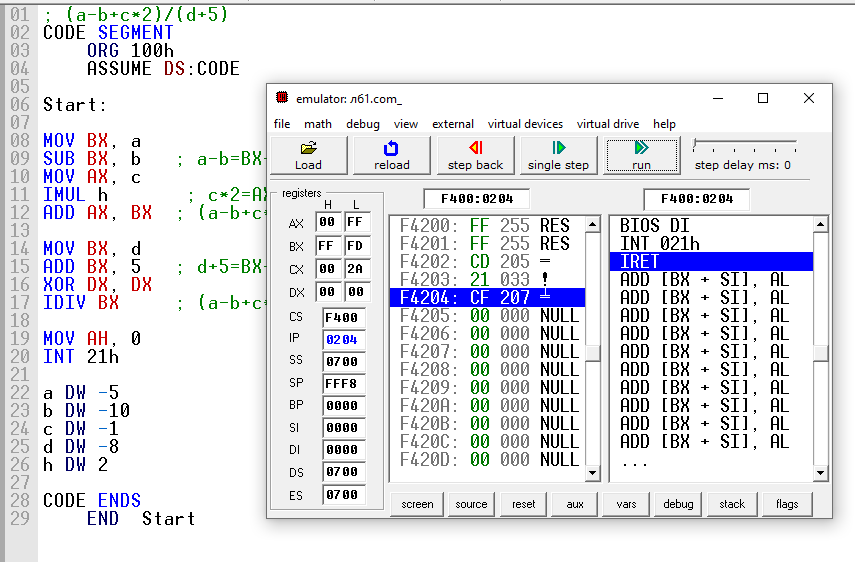 01 ; (a-b+c*2)/(d+5)
02 CODE SEGMENT
03 ORG 100h
04 ASSUME DS:CODE
05
06 Start:
07
08 MOV BX, a
09 SUB BX, b ; a-b=BX
10 MOV AX, c
11 IMUL h ; c*2=AX
12 ADD AX, BX ; (a-b+c*
13
14 MOV BX, d
15 ADD BX, 5 ; d+5=BX
16 XOR DX, DX
17 IDIV BX ; (a-b+c*
18
19 MOV AH, 0
20 INT 21h
21
22 a DW -5
23 b DW -10
24 c DW -1
25 d DW -8
26 h DW 2
27
28 CODE ENDS
29 END Start
emulator: л61.com_
file math debug view external virtual devices virtual drive help
Load reload step back single step run step delay ms: 0
registers F400:0204 F400:0204
H L
AX 00 FF
BX FF FD
CX 00 2A
DX 00 00
CS F400
IP 0204
SS 0700
SP FFF8
BP 0000
SI 0000
DI 0000
DS 0700
ES 0700
F4200: FF 255 RES
F4201: FF 255 RES
F4202: CD 205 =
F4203: 21 033 !
F4204: CF 207 ╧
F4205: 00 000 NULL
F4206: 00 000 NULL
F4207: 00 000 NULL
F4208: 00 000 NULL
F4209: 00 000 NULL
F420A: 00 000 NULL
F420B: 00 000 NULL
F420C: 00 000 NULL
F420D: 00 000 NULL
BIOS DI
INT 021h
IRET
ADD [BX + SI], AL
ADD [BX + SI], AL
ADD [BX + SI], AL
ADD [BX + SI], AL
ADD [BX + SI], AL
ADD [BX + SI], AL
ADD [BX + SI], AL
ADD [BX + SI], AL
ADD [BX + SI], AL
ADD [BX + SI], AL
...
screen source reset aux vars debug stack flags